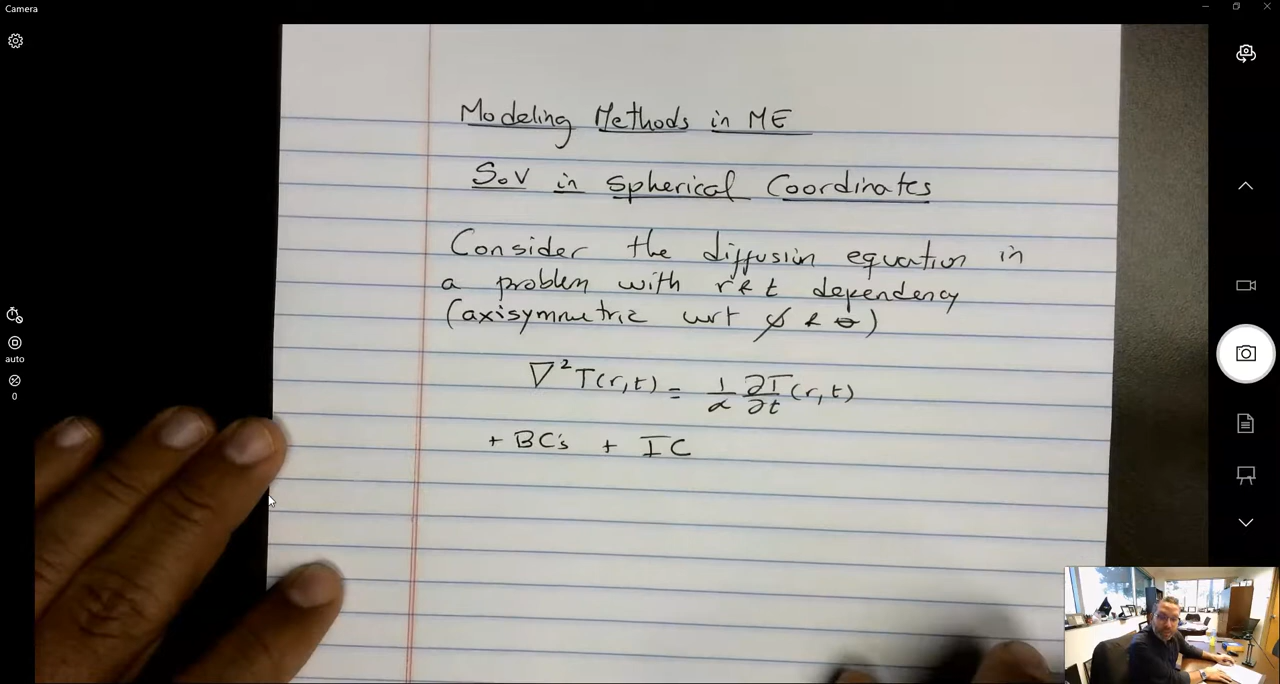 Camera
Modeling Methods in ME
SoV in Spherical Coordinates
Consider the diffusion equation in
a problem with r & t dependency
(axisymmetric wrt φ & θ)
∇²T(r,t) = 1/α ∂T/∂t (r,t)
+ BC's + IC
auto
0